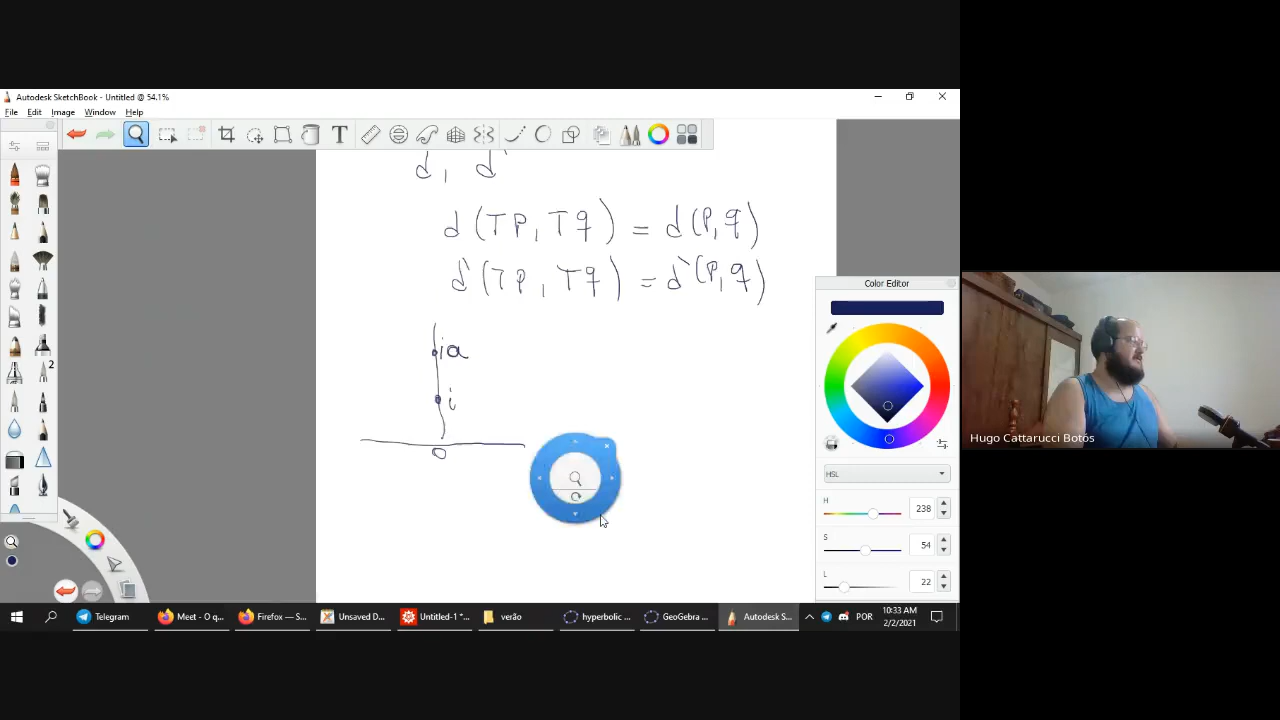 Autodesk SketchBook - Untitled @ 54.1%
File Edit Image Window Help
T
2
d, d`
d(Tp, Tq) = d(p,q)
d`(Tp, Tq) = d`(p,q)
ia
i
0
Color Editor
HSL
H 238
S 54
L 22
Hugo Cattarucci Botós
Telegram
Meet - O q...
Firefox — S...
Unsaved D...
Untitled-1 *...
verão
hyperbolic ...
GeoGebra ...
Autodesk S...
POR
10:33 AM
2/2/2021